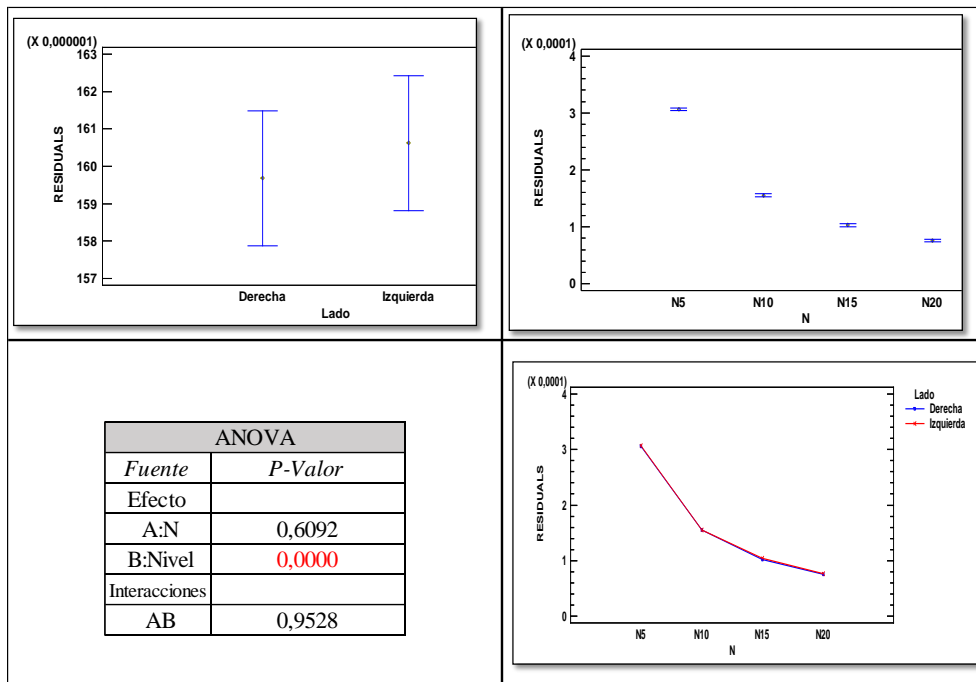 (X 0,000001)
163
162
161
160
159
158
157
RESIDUALS
Derecha
Izquierda
Lado
(X 0,0001)
4
3
2
1
0
RESIDUALS
N5
N10
N15
N20
N
ANOVA
Fuente P-Valor
Efecto
A:N 0,6092
B:Nivel 0,0000
Interacciones
AB 0,9528
(X 0,0001)
4
3
2
1
0
RESIDUALS
N5
N10
N15
N20
N
Lado
Derecha
Izquierda